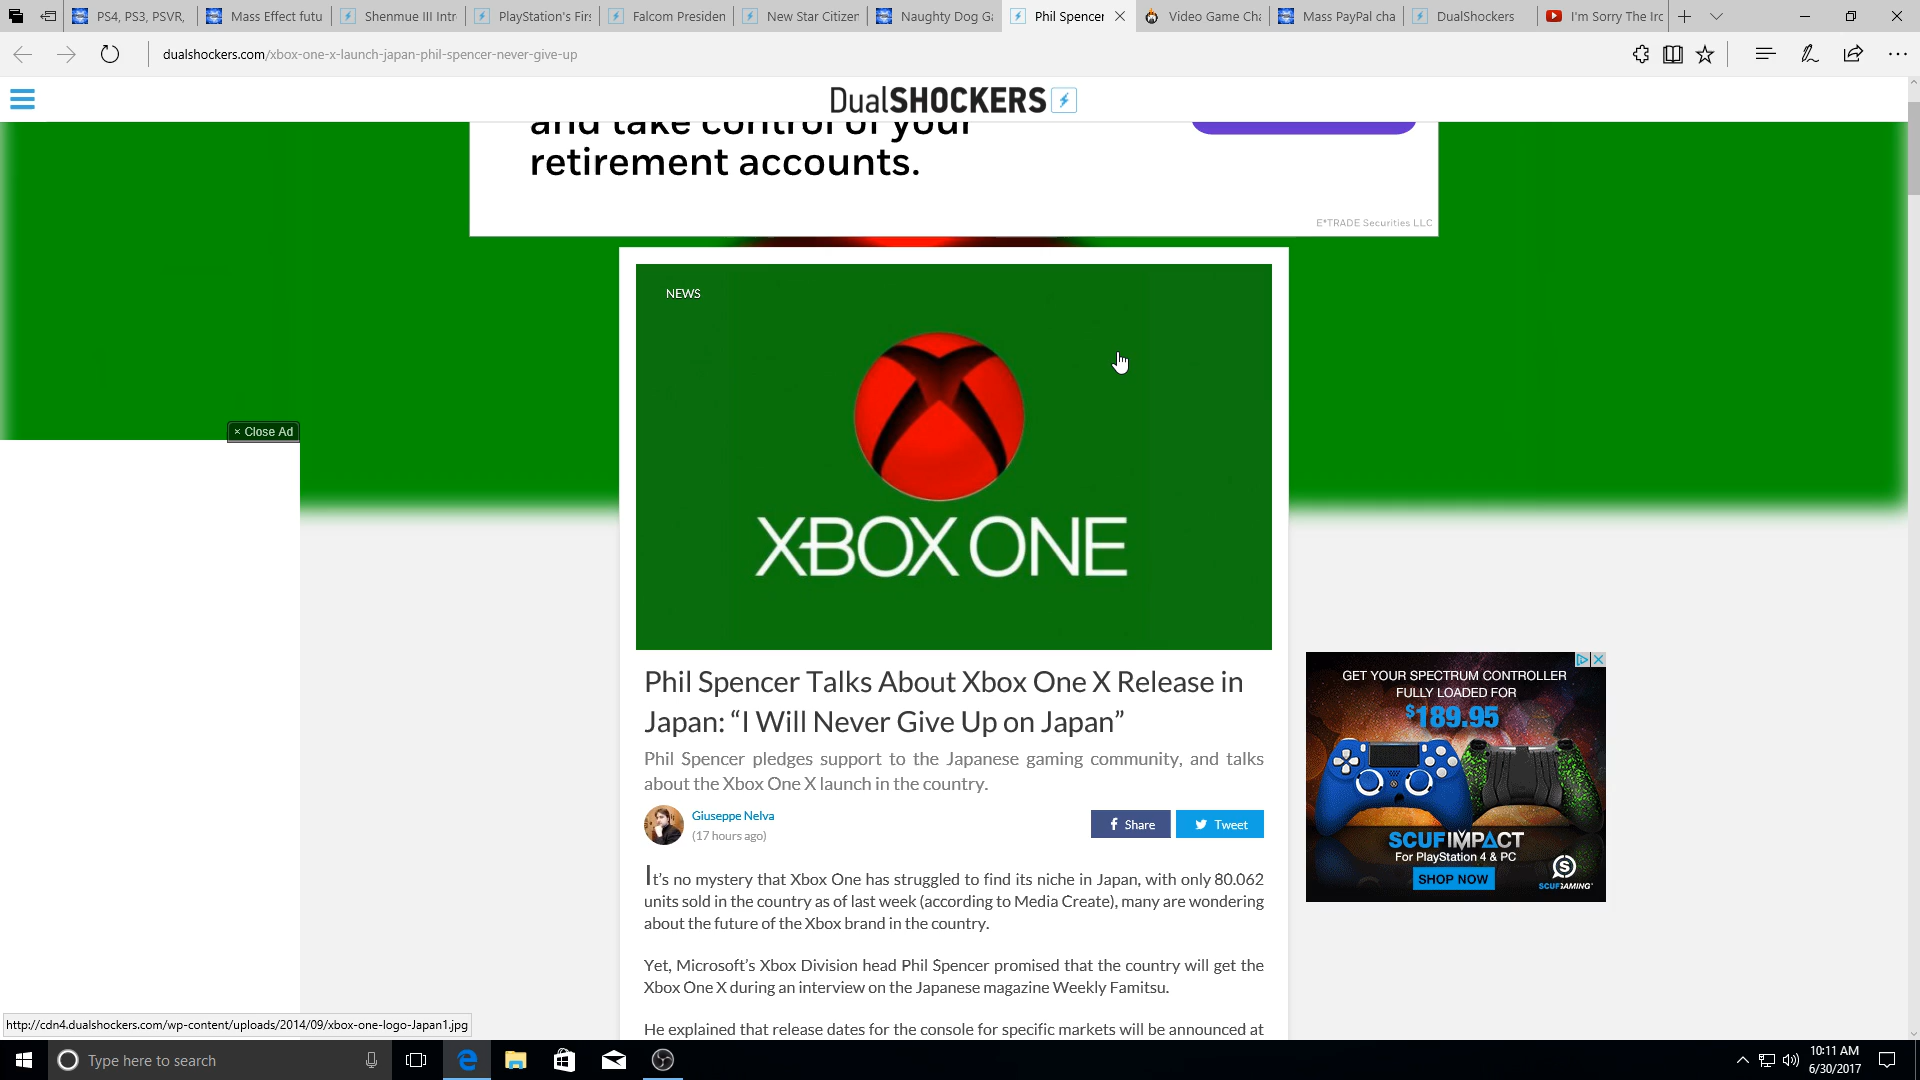 PS4, PS3, PSVR,
Mass Effect futu
Shenmue III Intr
PlayStation's Firs
Falcom Presiden
New Star Citizen
Naughty Dog Ga
Phil Spencer
Video Game Cha
Mass PayPal cha
DualShockers
I'm Sorry The Irc
dualshockers.com/xbox-one-x-launch-japan-phil-spencer-never-give-up
DualSHOCKERS
and take control of your
retirement accounts.
E*TRADE Securities LLC
NEWS
× Close Ad
XBOX ONE
Phil Spencer Talks About Xbox One X Release in
Japan: “I Will Never Give Up on Japan”
Phil Spencer pledges support to the Japanese gaming community, and talks
about the Xbox One X launch in the country.
Giuseppe Nelva
(17 hours ago)
Share
Tweet
It’s no mystery that Xbox One has struggled to find its niche in Japan, with only 80.062
units sold in the country as of last week (according to Media Create), many are wondering
about the future of the Xbox brand in the country.
Yet, Microsoft’s Xbox Division head Phil Spencer promised that the country will get the
Xbox One X during an interview on the Japanese magazine Weekly Famitsu.
He explained that release dates for the console for specific markets will be announced at
GET YOUR SPECTRUM CONTROLLER
FULLY LOADED FOR
$189.95
SCUF IMPACT
For PlayStation 4 & PC
SHOP NOW
SCUF GAMING
http://cdn4.dualshockers.com/wp-content/uploads/2014/09/xbox-one-logo-Japan1.jpg
Type here to search
10:11 AM
6/30/2017